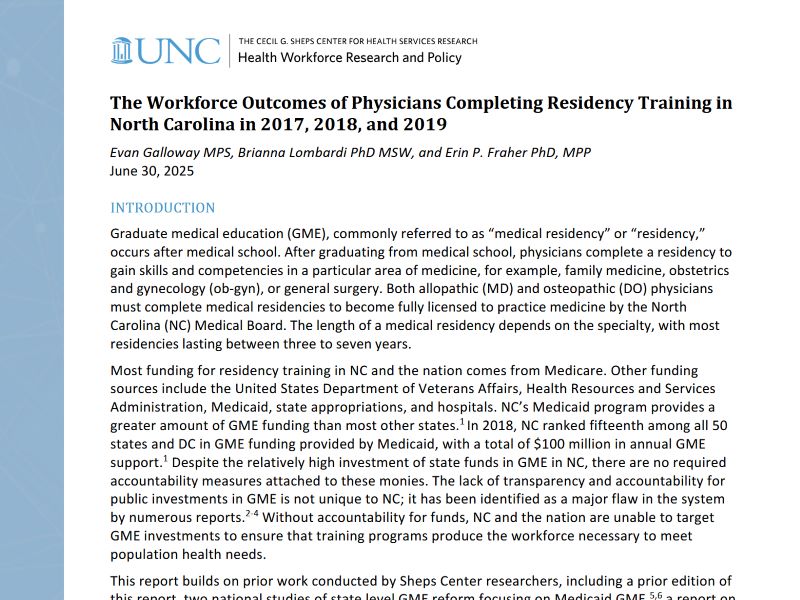 UNC
THE CECIL G. SHEPS CENTER FOR HEALTH SERVICES RESEARCH
Health Workforce Research and Policy
The Workforce Outcomes of Physicians Completing Residency Training in
North Carolina in 2017, 2018, and 2019
Evan Galloway MPS, Brianna Lombardi PhD MSW, and Erin P. Fraher PhD, MPP
June 30, 2025
INTRODUCTION
Graduate medical education (GME), commonly referred to as “medical residency” or “residency,”
occurs after medical school. After graduating from medical school, physicians complete a residency to
gain skills and competencies in a particular area of medicine, for example, family medicine, obstetrics
and gynecology (ob-gyn), or general surgery. Both allopathic (MD) and osteopathic (DO) physicians
must complete medical residencies to become fully licensed to practice medicine by the North
Carolina (NC) Medical Board. The length of a medical residency depends on the specialty, with most
residencies lasting between three to seven years.
Most funding for residency training in NC and the nation comes from Medicare. Other funding
sources include the United States Department of Veterans Affairs, Health Resources and Services
Administration, Medicaid, state appropriations, and hospitals. NC’s Medicaid program provides a
greater amount of GME funding than most other states.1 In 2018, NC ranked fifteenth among all 50
states and DC in GME funding provided by Medicaid, with a total of $100 million in annual GME
support.1 Despite the relatively high investment of state funds in GME in NC, there are no required
accountability measures attached to these monies. The lack of transparency and accountability for
public investments in GME is not unique to NC; it has been identified as a major flaw in the system
by numerous reports.2-4 Without accountability for funds, NC and the nation are unable to target
GME investments to ensure that training programs produce the workforce necessary to meet
population health needs.
This report builds on prior work conducted by Sheps Center researchers, including a prior edition of
this report, two national studies of state level GME reform focusing on Medicaid GME,5,6 a report on